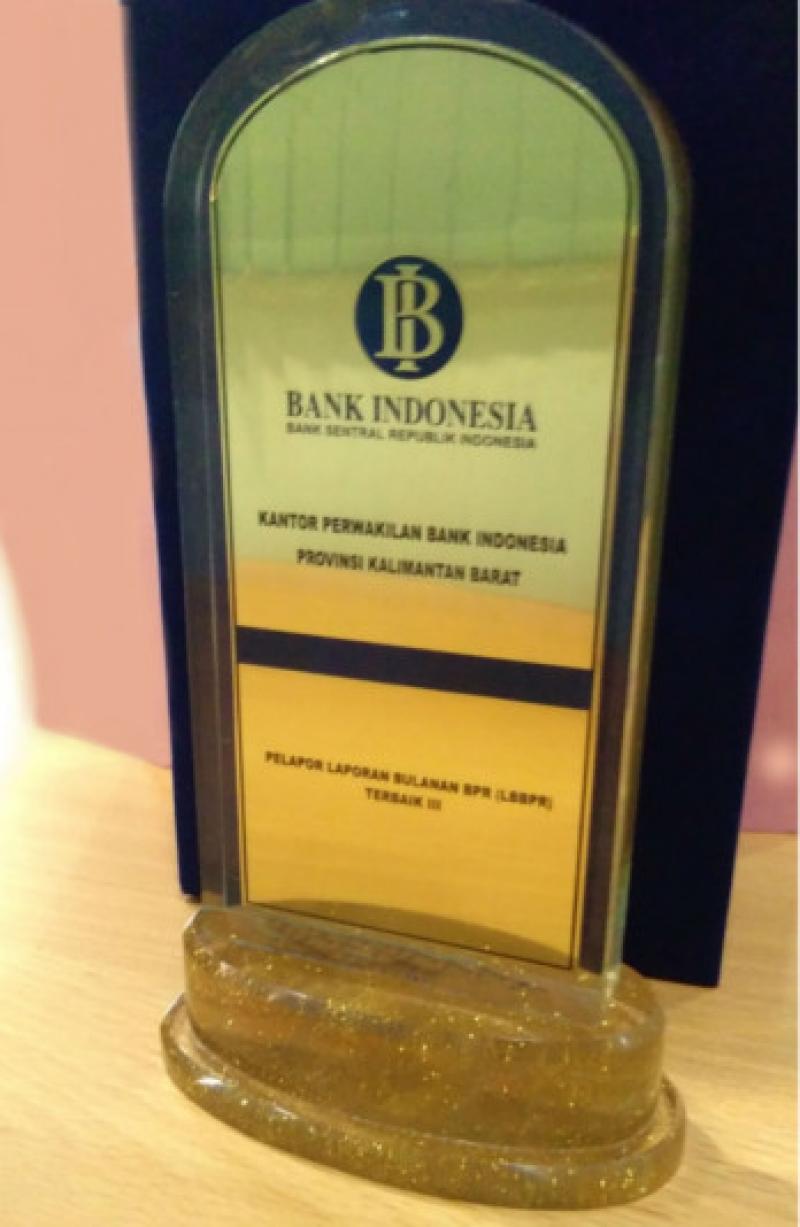 BI
BANK INDONESIA
BANK SENTRAL REPUBLIK INDONESIA
KANTOR PERWAKILAN BANK INDONESIA
PROVINSI KALIMANTAN BARAT
PELAPOR LAPORAN BULANAN BPR (LBBPR)
TERBAIK III